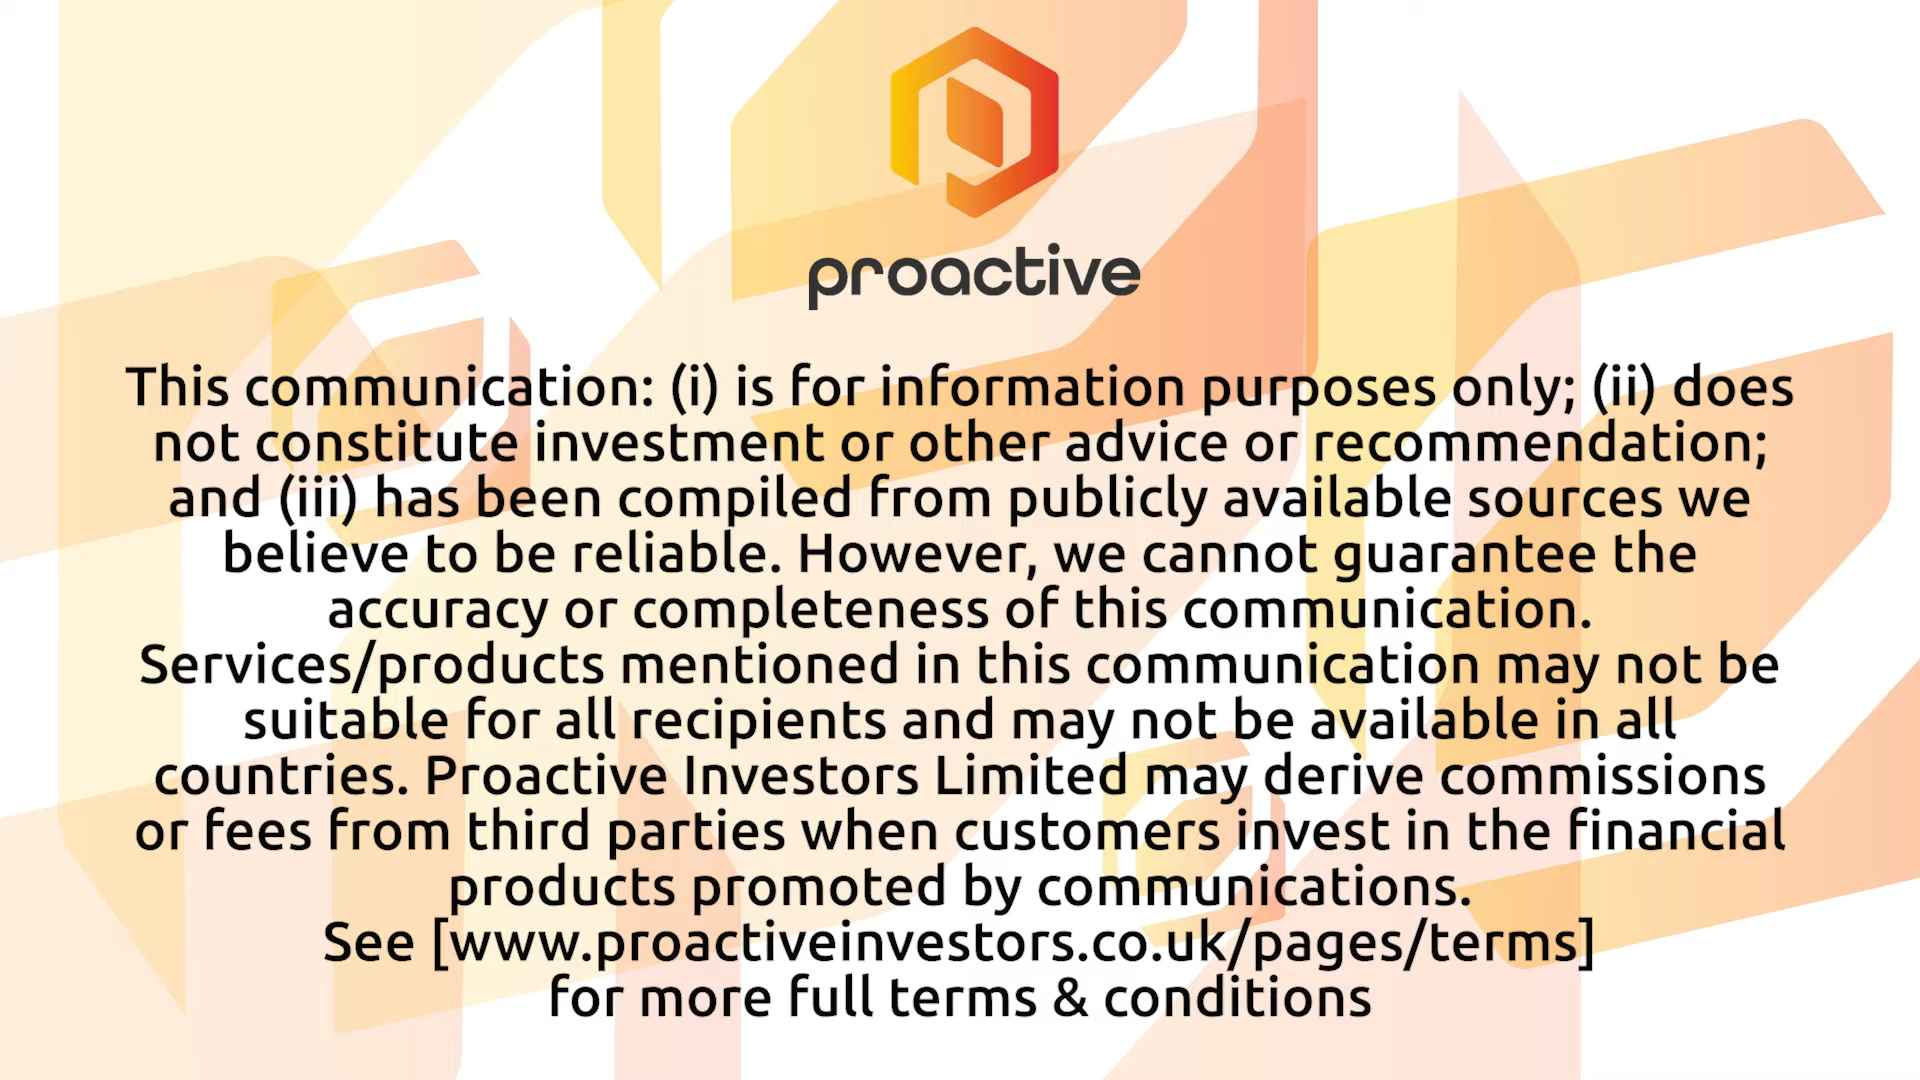 proactive
This communication: (i) is for information purposes only; (ii) does
not constitute investment or other advice or recommendation;
and (iii) has been compiled from publicly available sources we
believe to be reliable. However, we cannot guarantee the
accuracy or completeness of this communication.
Services/products mentioned in this communication may not be
suitable for all recipients and may not be available in all
countries. Proactive Investors Limited may derive commissions
or fees from third parties when customers invest in the financial
products promoted by communications.
See [www.proactiveinvestors.co.uk/pages/terms]
for more full terms & conditions